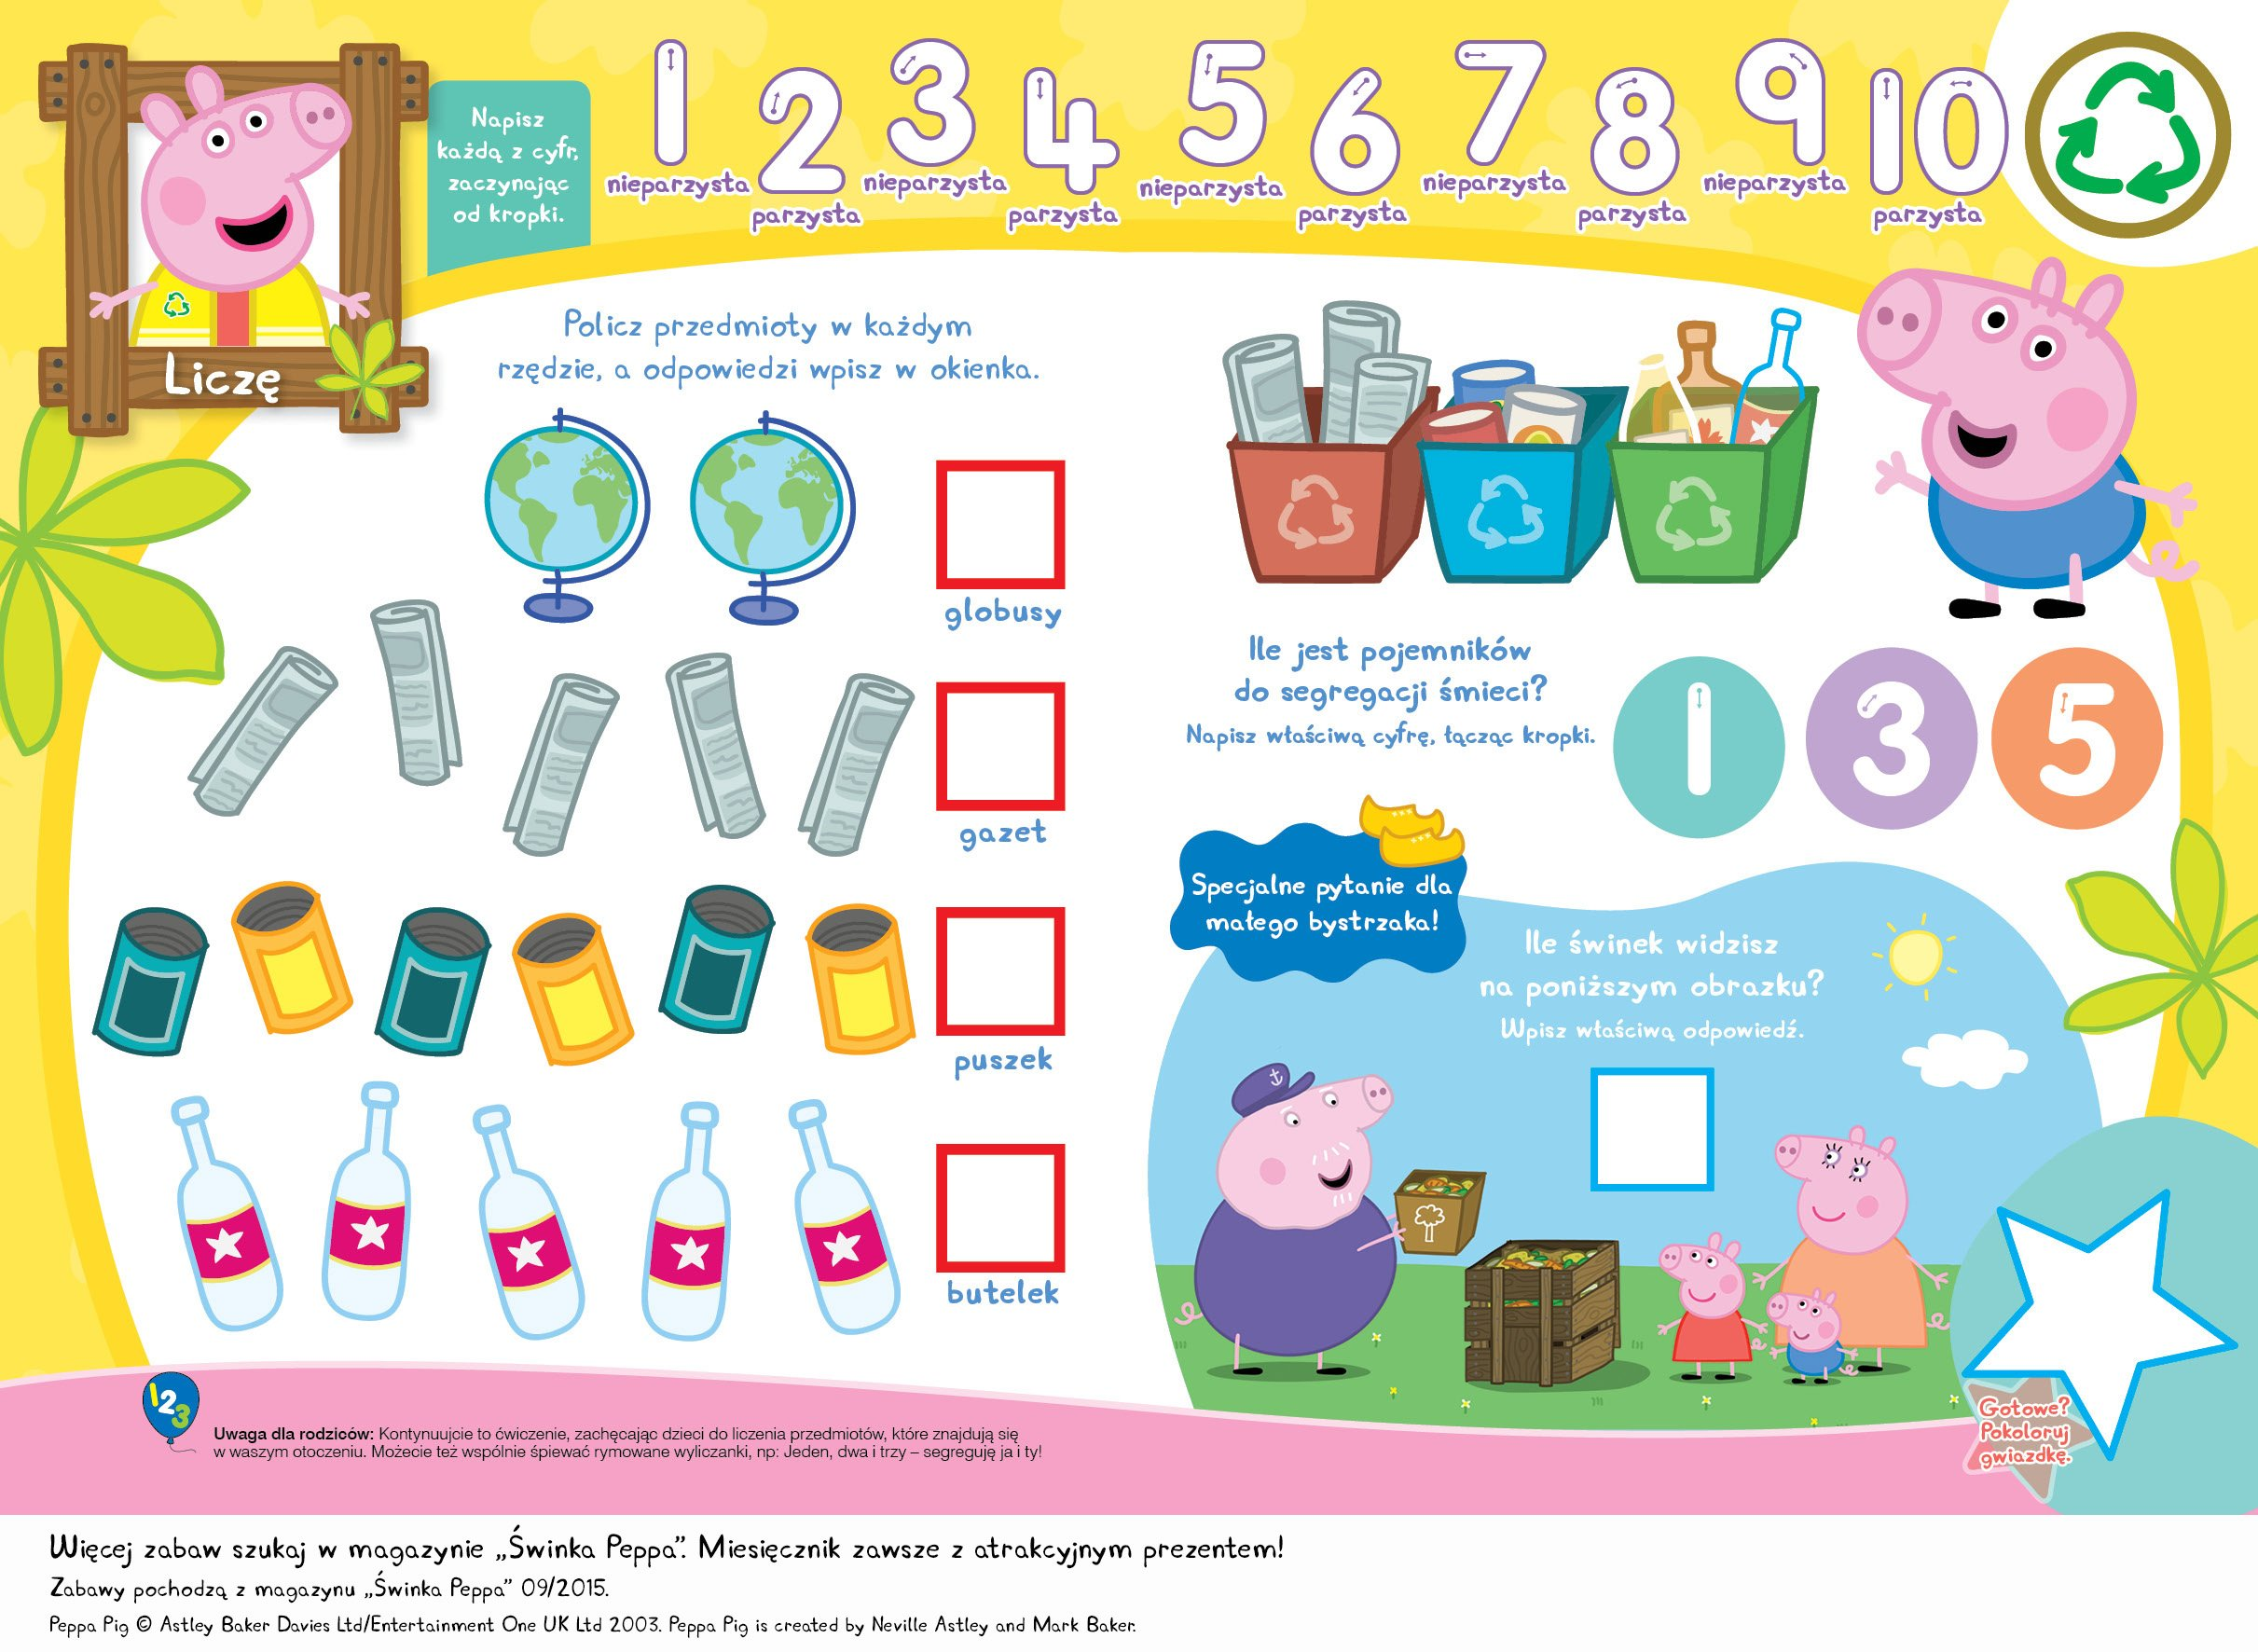 Napisz
każdą z cyfr,
zaczynając
od kropki.
1 2 3 4 5 6 7 8 9 10
nieparzysta
parzysta
nieparzysta
parzysta
nieparzysta
parzysta
nieparzysta
parzysta
nieparzysta
parzysta
Liczę
Policz przedmioty w każdym
rzędzie, a odpowiedzi wpisz w okienka.
globusy
gazet
puszek
butelek
Ile jest pojemników
do segregacji śmieci?
Napisz właściwą cyfrę, łącząc kropki.
1 3 5
Specjalne pytanie dla
małego bystrzaka!
Ile świnek widzisz
na poniższym obrazku?
Wpisz właściwą odpowiedź.
Gotowe?
Pokoloruj
gwiazdkę.
123
Uwaga dla rodziców: Kontynuujcie to ćwiczenie, zachęcając dzieci do liczenia przedmiotów, które znajdują się
w waszym otoczeniu. Możecie też wspólnie śpiewać rymowane wyliczanki, np: Jeden, dwa i trzy – segreguję ja i ty!
Więcej zabaw szukaj w magazynie „Świnka Peppa”. Miesięcznik zawsze z atrakcyjnym prezentem!
Zabawy pochodzą z magazynu „Świnka Peppa” 09/2015.
Peppa Pig © Astley Baker Davies Ltd/Entertainment One UK Ltd 2003. Peppa Pig is created by Neville Astley and Mark Baker.